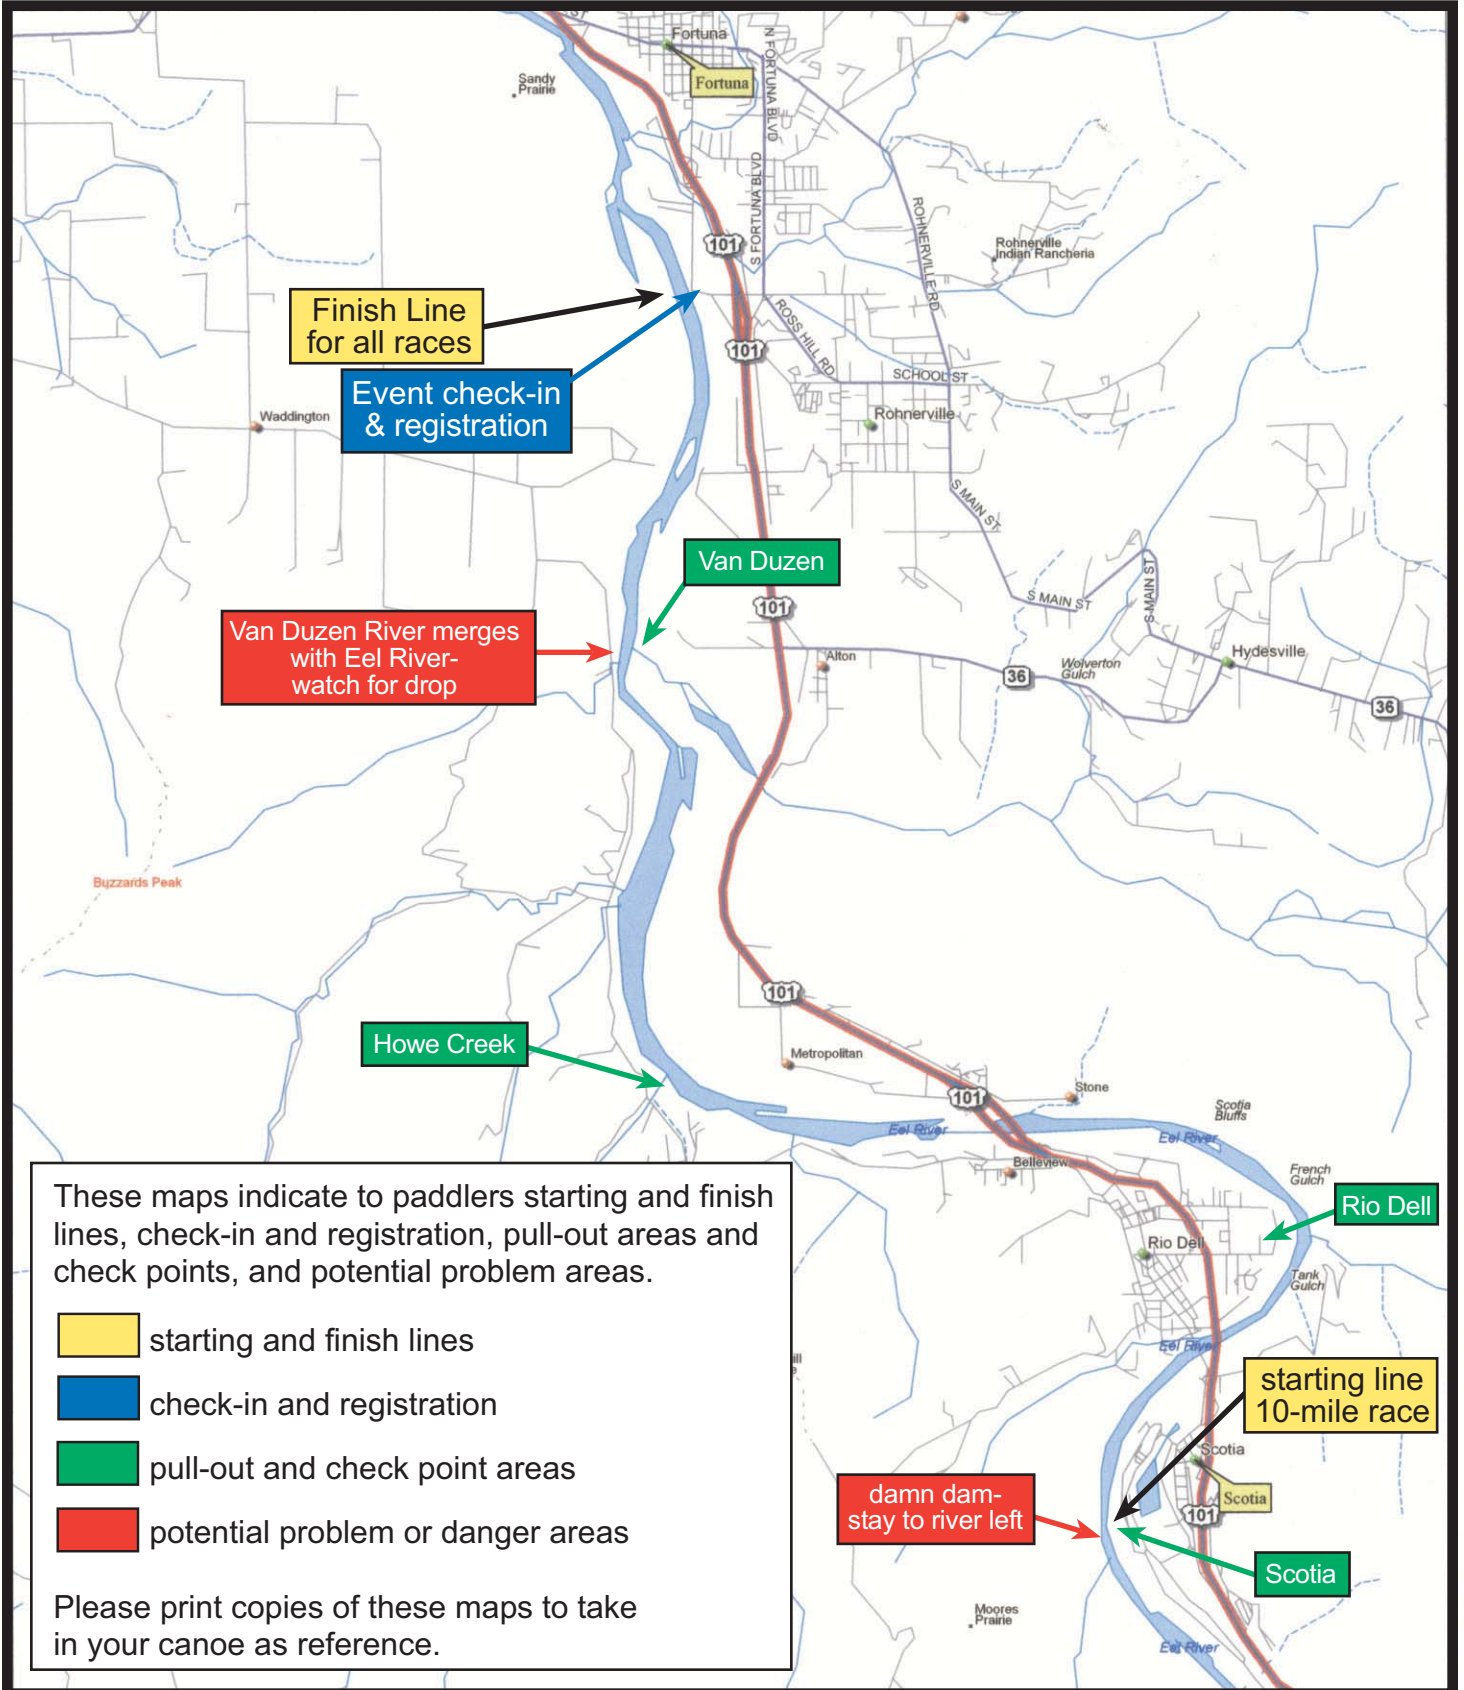 ST
Fortuna
Fortuna
N FORTUNA BLVD
Sandy
Prairie
S FORTUNA BLVD
ROHNERVILLE RD
101
Rohnerville
Indian Rancheria
Finish Line
for all races
ROSS HILL RD
101
Event check-in
& registration
SCHOOL ST
Waddington
Rohnerville
S MAIN ST
Van Duzen
101
S MAIN ST
S MAIN ST
Van Duzen River merges
with Eel River-
watch for drop
Alton
Wolverton
Gulch
Hydesville
36
36
Buzzards Peak
101
Howe Creek
Metropolitan
101
Stone
Scotia
Bluffs
Eel River
Eel River
Belleview
French
Gulch
Rio Dell
Rio Dell
Tank
Gulch
Eel River
These maps indicate to paddlers starting and finish
lines, check-in and registration, pull-out areas and
check points, and potential problem areas.
starting and finish lines
check-in and registration
pull-out and check point areas
potential problem or danger areas
Please print copies of these maps to take
in your canoe as reference.
starting line
10-mile race
Scotia
Scotia
damn dam-
stay to river left
101
Scotia
Moores
Prairie
Eel River